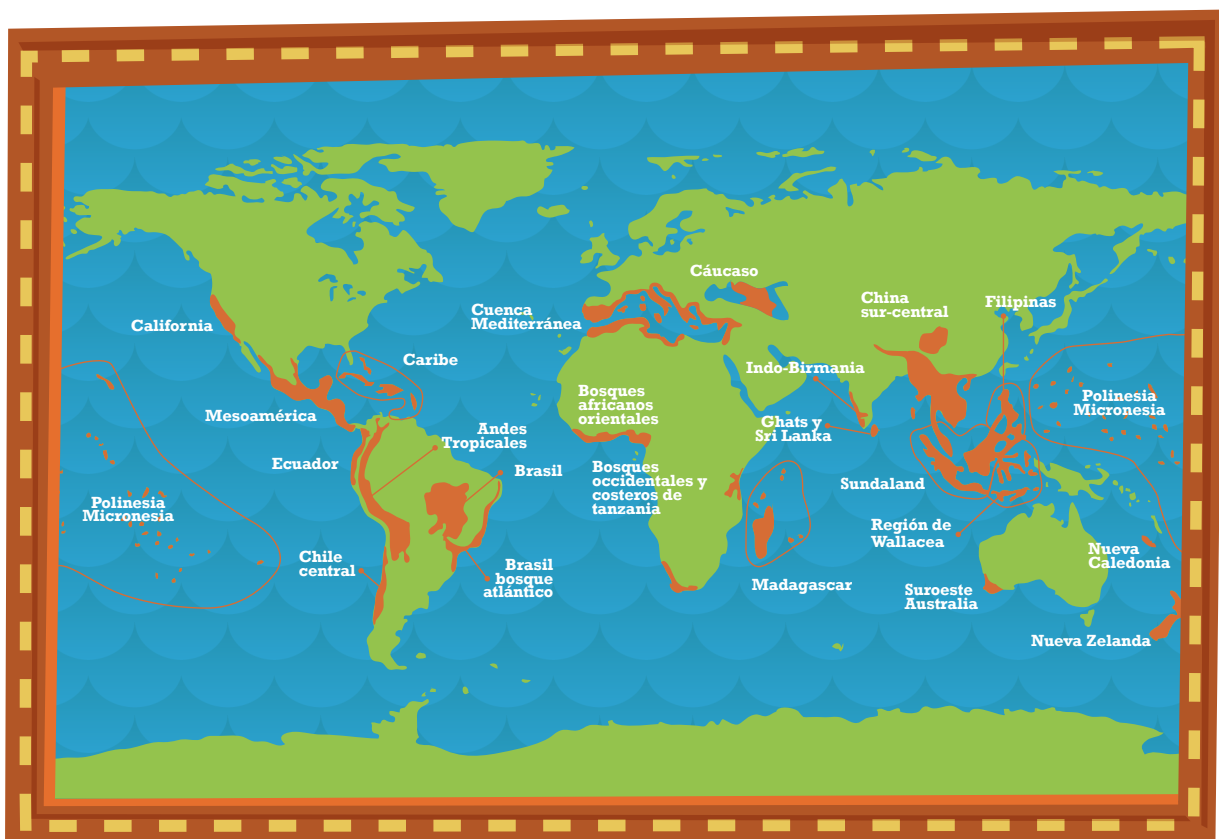 Cáucaso
China
sur-central
Filipinas
Cuenca
Mediterránea
California
Caribe
Indo-Birmania
Bosques
africanos
orientales
Polinesia
Micronesia
Mesoamérica
Andes
Tropicales
Ghats y
Sri Lanka
Ecuador
Brasil
Bosques
occidentales y
costeros de
tanzania
Sundaland
Polinesia
Micronesia
Región de
Wallacea
Chile
central
Brasil
bosque
atlántico
Madagascar
Nueva
Caledonia
Suroeste
Australia
Nueva Zelanda